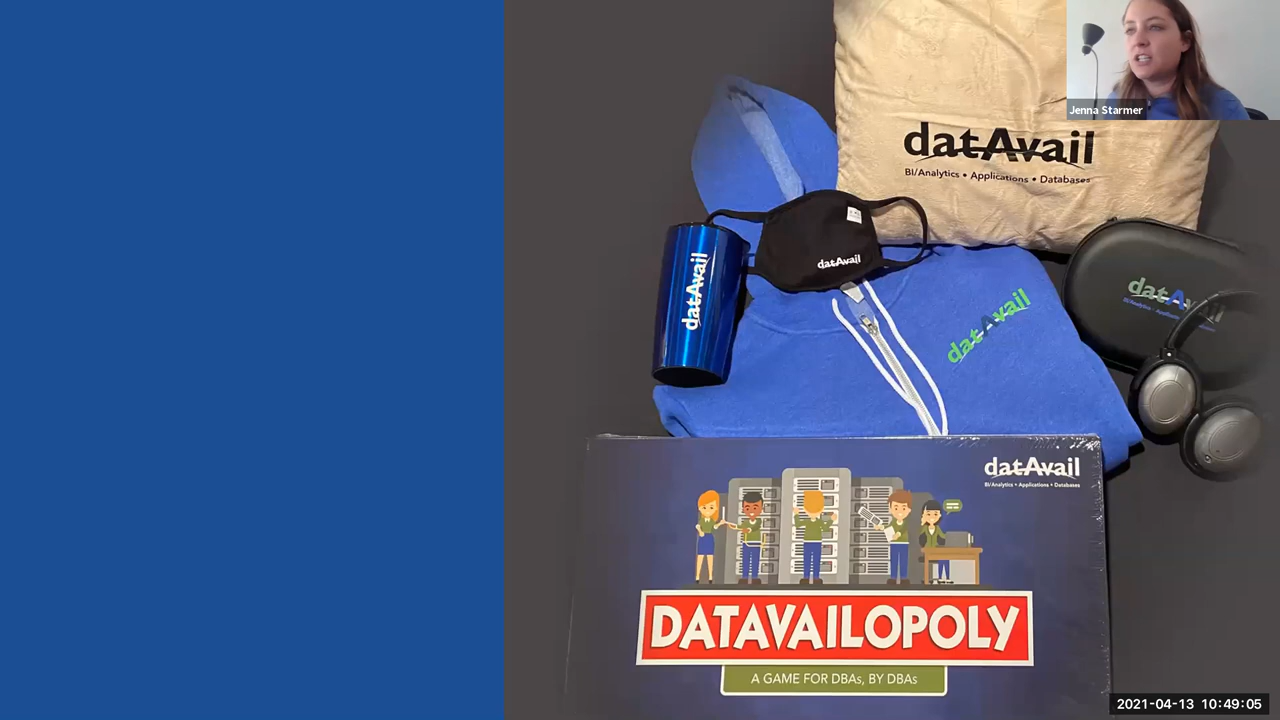 Jenna Starmer
datAvail
BI/Analytics • Applications • Databases
datAvail
datAvail
datAvail
datAvail
datAvail
BI/Analytics • Applications • Databases
DATAVAILOPOLY
A GAME FOR DBAs, BY DBAs
2021-04-13 10:49:05